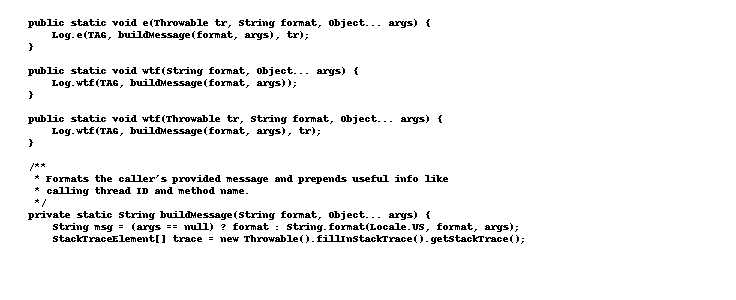 public static void e(Throwable tr, String format, Object... args) {
    Log.e(TAG, buildMessage(format, args), tr);
}

public static void wtf(String format, Object... args) {
    Log.wtf(TAG, buildMessage(format, args));
}

public static void wtf(Throwable tr, String format, Object... args) {
    Log.wtf(TAG, buildMessage(format, args), tr);
}

/**
 * Formats the caller's provided message and prepends useful info like
 * calling thread ID and method name.
 */
private static String buildMessage(String format, Object... args) {
    String msg = (args == null) ? format : String.format(Locale.US, format, args);
    StackTraceElement[] trace = new Throwable().fillInStackTrace().getStackTrace();